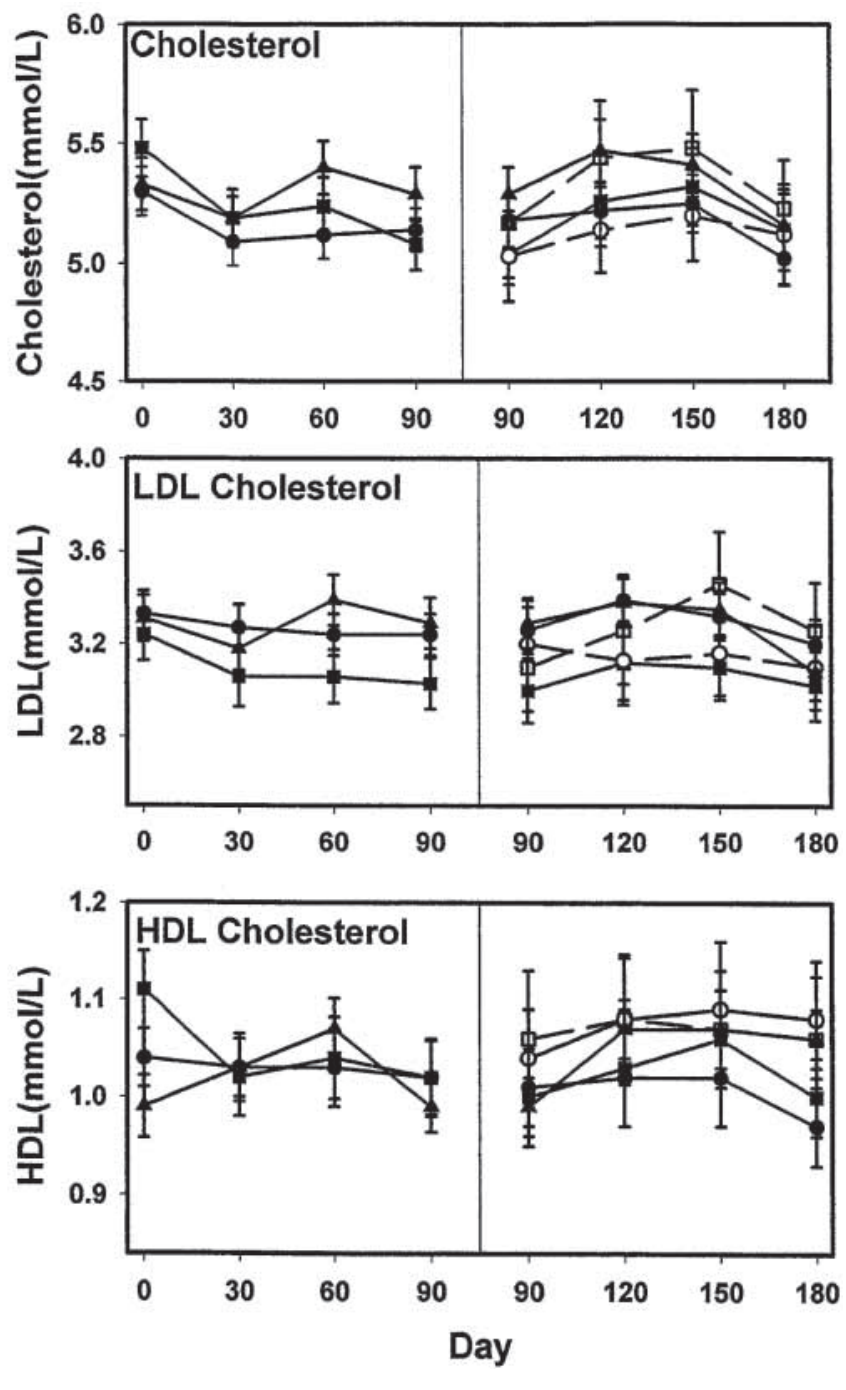 Cholesterol
Cholesterol(mmol/L)
6.0
5.5
5.0
4.5
0 30 60 90 90 120 150 180
LDL Cholesterol
LDL(mmol/L)
4.0
3.6
3.2
2.8
0 30 60 90 90 120 150 180
HDL Cholesterol
HDL(mmol/L)
1.2
1.1
1.0
0.9
0 30 60 90 90 120 150 180
Day